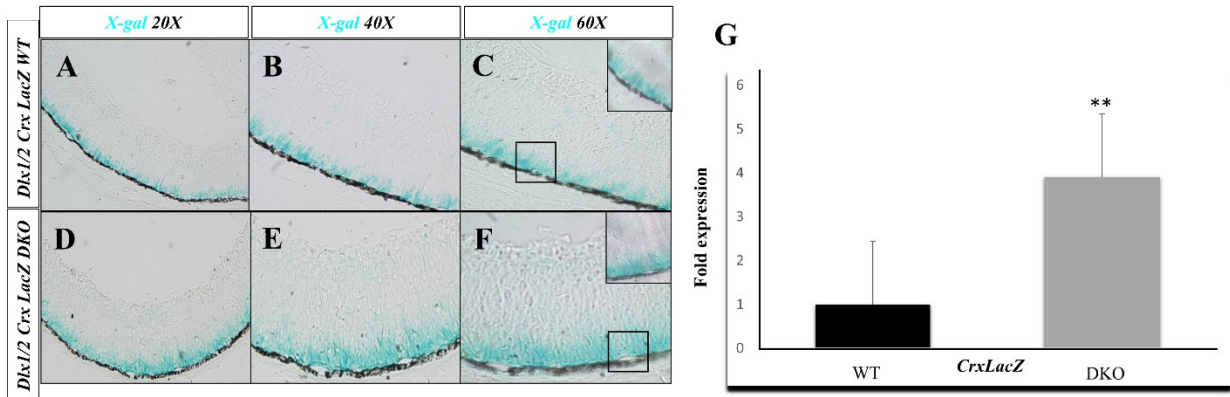 X-gal 20X
X-gal 40X
X-gal 60X
Dlx1/2 Crx LacZ WT
A
B
C
Dlx1/2 Crx LacZ DKO
D
E
F
G
Fold expression
6
5
4
3
2
1
0
**
WT
CrxLacZ
DKO